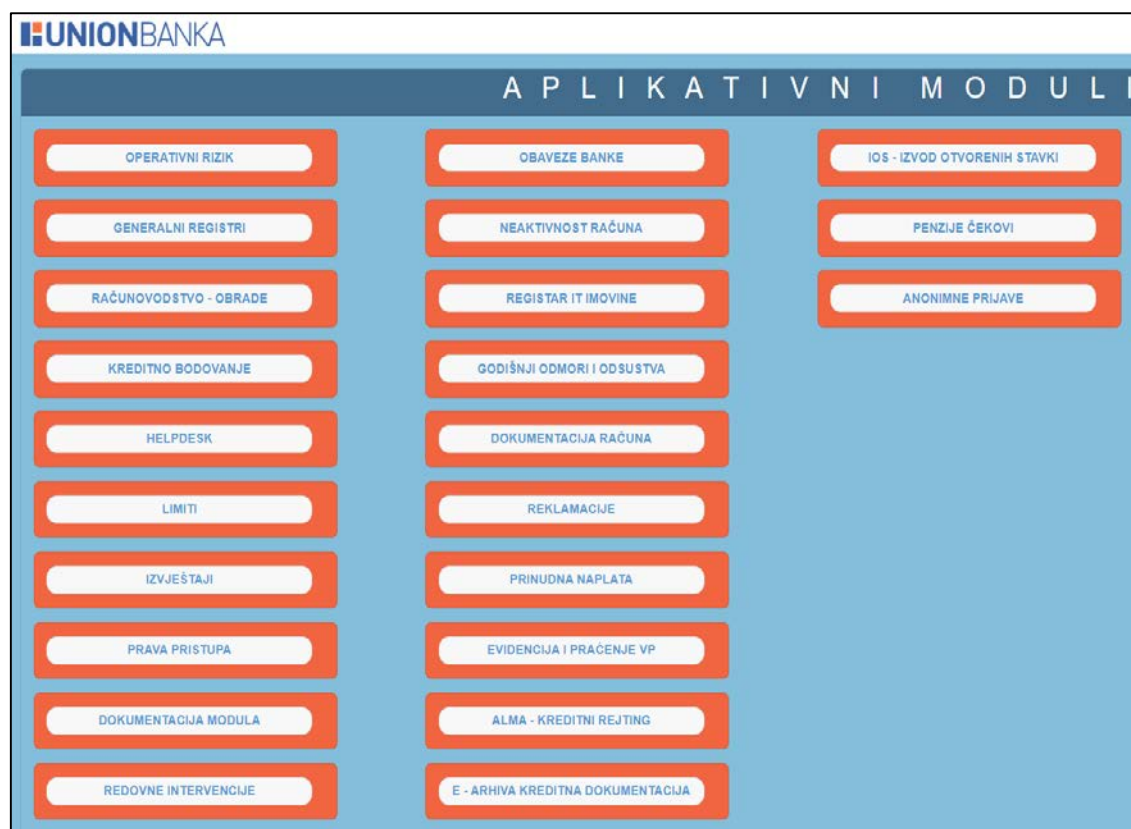 UNIONBANKA
APLIKATIVNI MODULI
OPERATIVNI RIZIK
GENERALNI REGISTRI
RAČUNOVODSTVO - OBRADE
KREDITNO BODOVANJE
HELPDESK
LIMITI
IZVJEŠTAJI
PRAVA PRISTUPA
DOKUMENTACIJA MODULA
REDOVNE INTERVENCIJE
OBAVEZE BANKE
NEAKTIVNOST RAČUNA
REGISTAR IT IMOVINE
GODIŠNJI ODMORI I ODSUSTVA
DOKUMENTACIJA RAČUNA
REKLAMACIJE
PRINUDNA NAPLATA
EVIDENCIJA I PRAĆENJE VP
ALMA - KREDITNI REJTING
E - ARHIVA KREDITNA DOKUMENTACIJA
IOS - IZVOD OTVORENIH STAVKI
PENZIJE ČEKOVI
ANONIMNE PRIJAVE